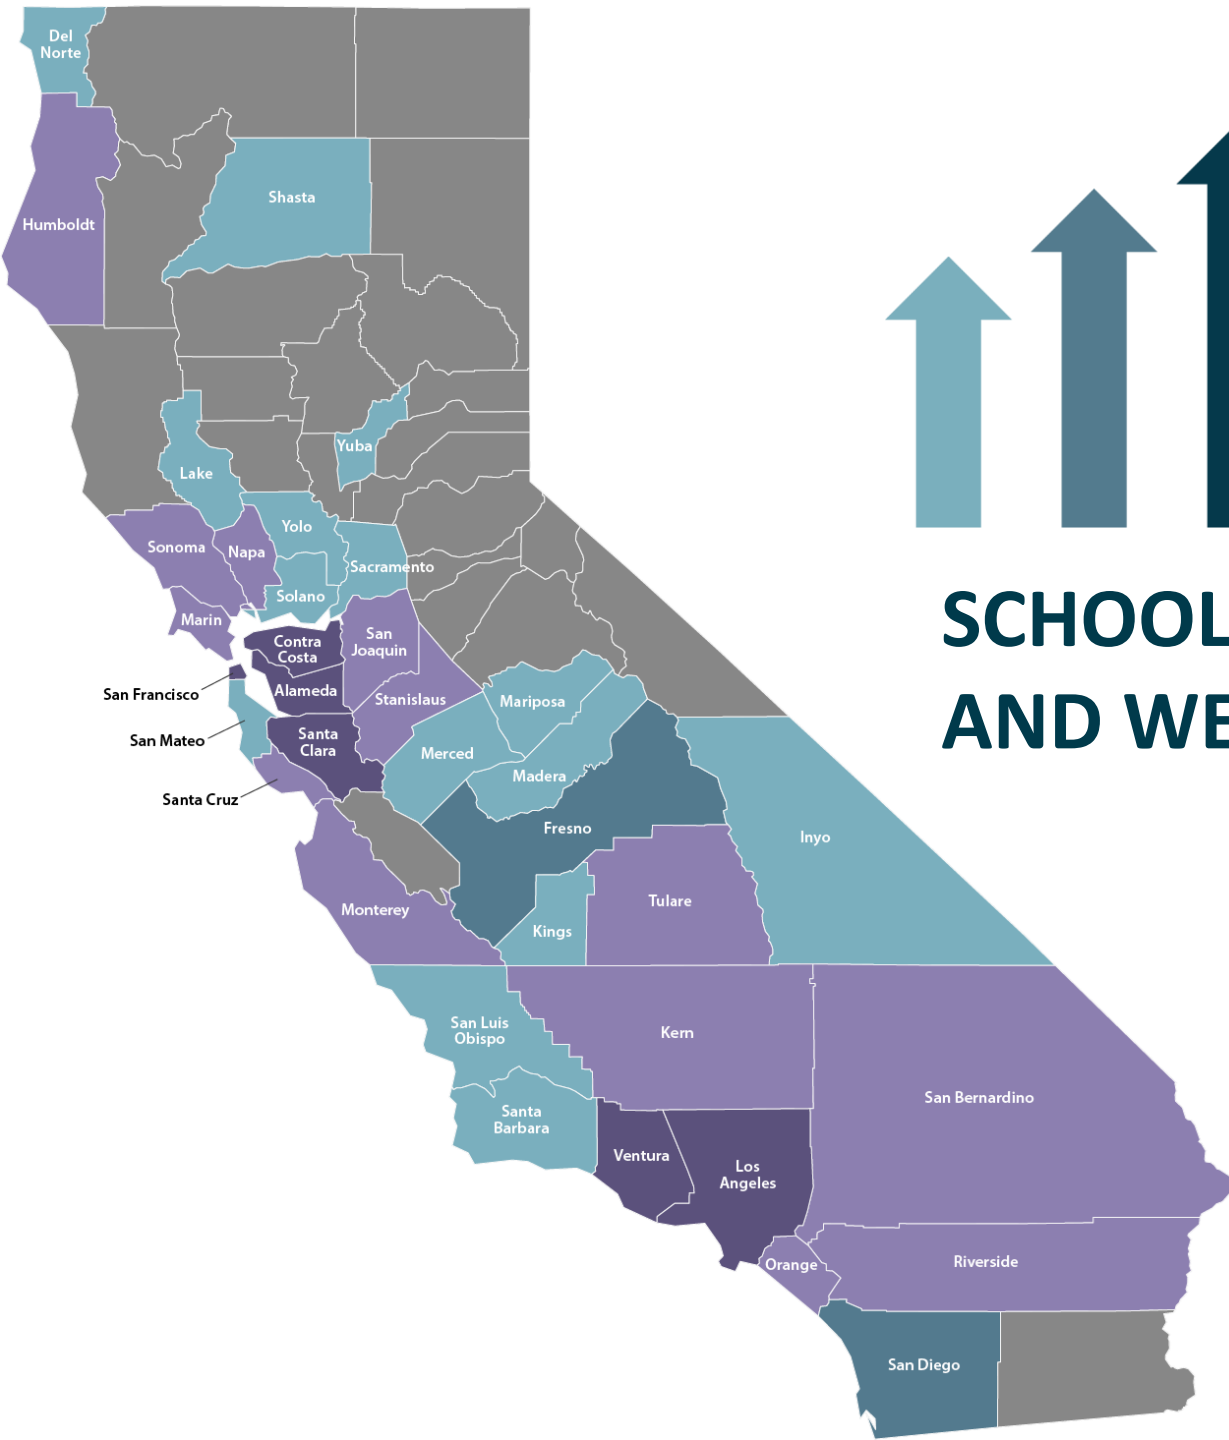 Del
Norte
Humboldt
Shasta
Yuba
Lake
Yolo
Sonoma
Napa
Sacramento
Solano
Marin
San
Joaquin
Contra
Costa
San Francisco
Alameda
Stanislaus
Mariposa
San Mateo
Santa
Clara
Merced
Madera
Santa Cruz
Fresno
Inyo
Monterey
Tulare
Kings
San Luis
Obispo
Kern
San Bernardino
Santa
Barbara
Ventura
Los
Angeles
Orange
Riverside
San Diego
SCHOOL
AND WE